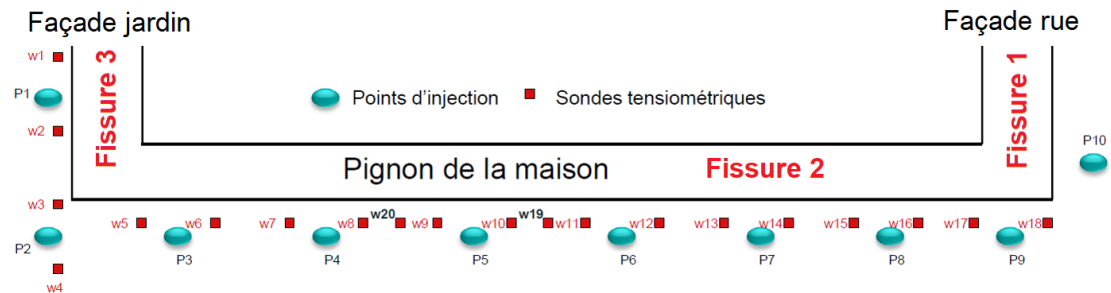 Façade jardin
Façade rue
w1
Fissure 3
Fissure 1
P1
Points d'injection
Sondes tensiométriques
w2
P10
Pignon de la maison
Fissure 2
w3
w5
w6
w7
w8
w20
w9
w10
w19
w11
w12
w13
w14
w15
w16
w17
w18
P2
P3
P4
P5
P6
P7
P8
P9
w4